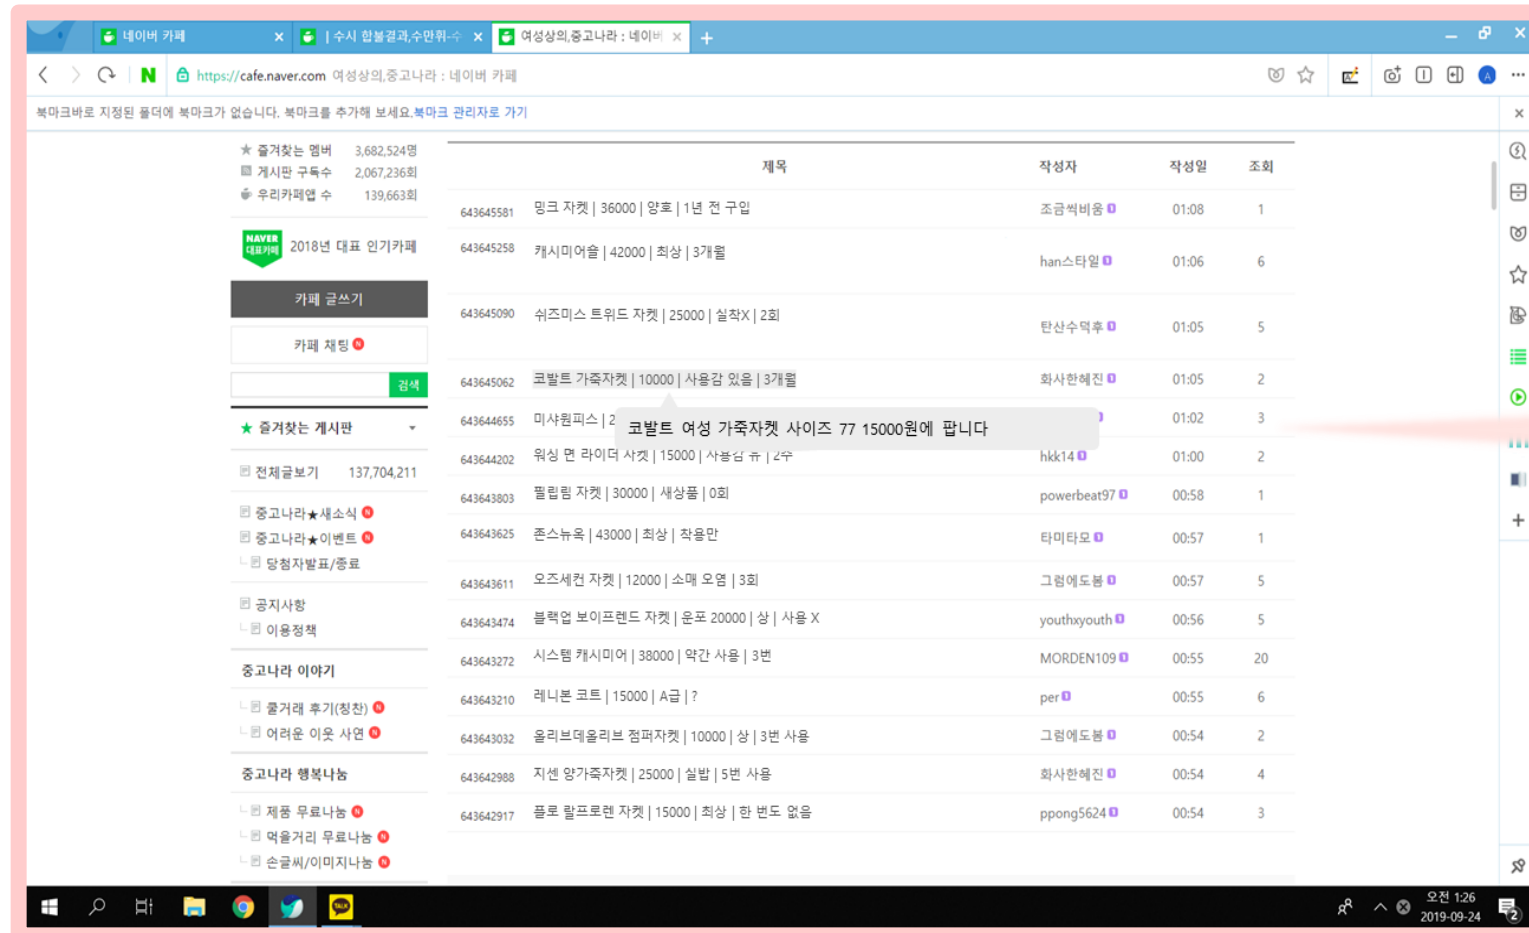 네이버 카페
| 수시 합불결과,수만휘-수
여성상의,중고나라 : 네이버
https://cafe.naver.com 여성상의,중고나라 : 네이버 카페
북마크바로 지정된 폴더에 북마크가 없습니다. 북마크를 추가해 보세요.북마크 관리자로 가기
즐겨찾는 멤버 3,682,524명
게시판 구독수 2,067,236회
우리카페앱 수 139,663회
NAVER
대표카페
2018년 대표 인기카페
카페 글쓰기
카페 채팅 N
검색
★ 즐겨찾는 게시판
전체글보기 137,704,211
중고나라★새소식 N
중고나라★이벤트 N
당첨자발표/종료
공지사항
이용정책
중고나라 이야기
쿨거래 후기(칭찬) N
어려운 이웃 사연 N
중고나라 행복나눔
제품 무료나눔 N
먹을거리 무료나눔 N
손글씨/이미지나눔 N
제목 작성자 작성일 조회
643645581 밍크 자켓 | 36000 | 양호 | 1년 전 구입 조금씩비움 01:08 1
643645258 캐시미어숄 | 42000 | 최상 | 3개월 han스타일 01:06 6
643645090 쉬즈미스 트위드 자켓 | 25000 | 실착X | 2회 탄산수덕후 01:05 5
643645062 코발트 가죽자켓 | 10000 | 사용감 있음 | 3개월 화사한혜진 01:05 2
코발트 여성 가죽자켓 사이즈 77 15000원에 팝니다
643644655 미샤원피스 | 2 01:02 3
643644202 워싱 면 라이더 자켓 | 15000 | 사용감 유 | 2주 hkk14 01:00 2
643643803 필립림 자켓 | 30000 | 새상품 | 0회 powerbeat97 00:58 1
643643625 존스뉴욕 | 43000 | 최상 | 착용만 타미타모 00:57 1
643643611 오즈세컨 자켓 | 12000 | 소매 오염 | 3회 그럼에도봄 00:57 5
643643474 블랙업 보이프렌드 자켓 | 운포 20000 | 상 | 사용 X youthxyouth 00:56 5
643643272 시스템 캐시미어 | 38000 | 약간 사용 | 3번 MORDEN109 00:55 20
643643210 레니본 코트 | 15000 | A급 | ? per 00:55 6
643643032 올리브데올리브 점퍼자켓 | 10000 | 상 | 3번 사용 그럼에도봄 00:54 2
643642988 지센 양가죽자켓 | 25000 | 실밥 | 5번 사용 화사한혜진 00:54 4
643642917 플로 랄프로렌 자켓 | 15000 | 최상 | 한 번도 없음 ppong5624 00:54 3
TALK
오전 1:26
2019-09-24
2